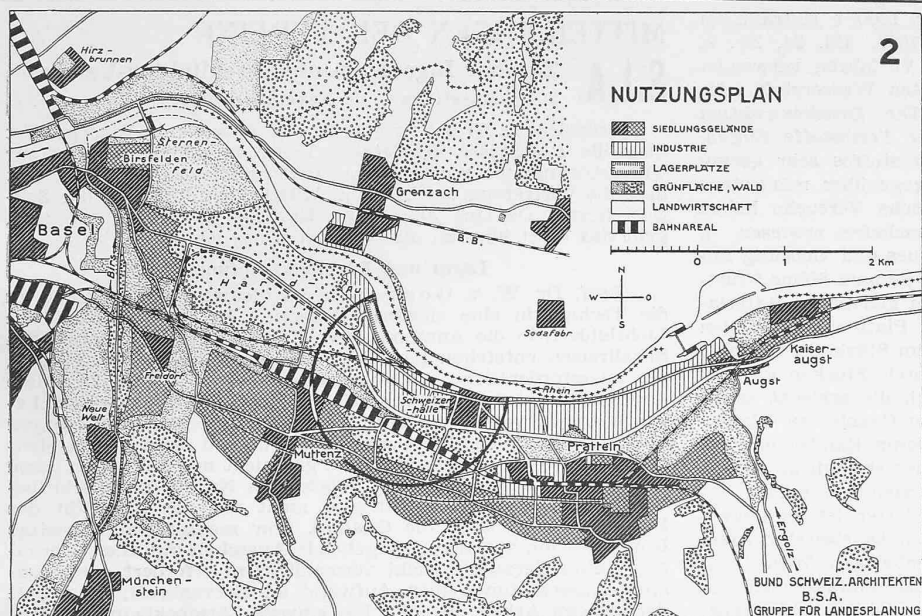 2
NUTZUNGSPLAN
SIEDLUNGSGELÄNDE
INDUSTRIE
LAGERPLÄTZE
GRÜNFLÄCHE, WALD
LANDWIRTSCHAFT
BAHNAREAL
0
2 Km
N
W
O
S
Hirz-
brunnen
Sternen-
feld
Birsfelden
Grenzach
B.B.
Basel
Birs
Hard
Au
Sodafabr
Rhein
Kaiser-
augst
Augst
Freidorf
Schweizer-
halle
Neue
Welt
Muttenz
Pratteln
Ergolz
München-
stein
BUND SCHWEIZ. ARCHITEKTEN
B.S.A.
GRUPPE FÜR LANDESPLANUNG